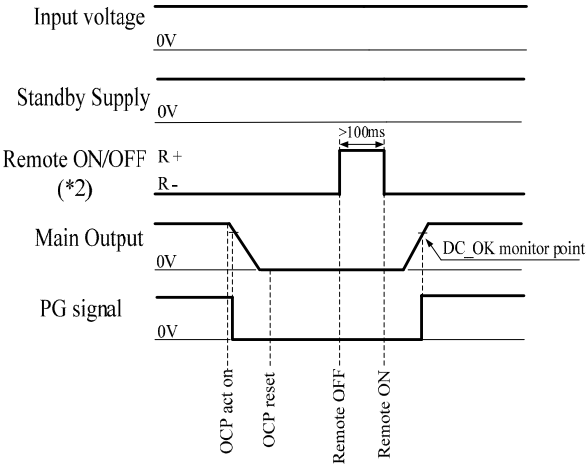 Input voltage
0V
Standby Supply
0V
>100ms
Remote ON/OFF
(*2)
R+
R-
Main Output
0V
DC_OK monitor point
PG signal
0V
OCP act on
OCP reset
Remote OFF
Remote ON